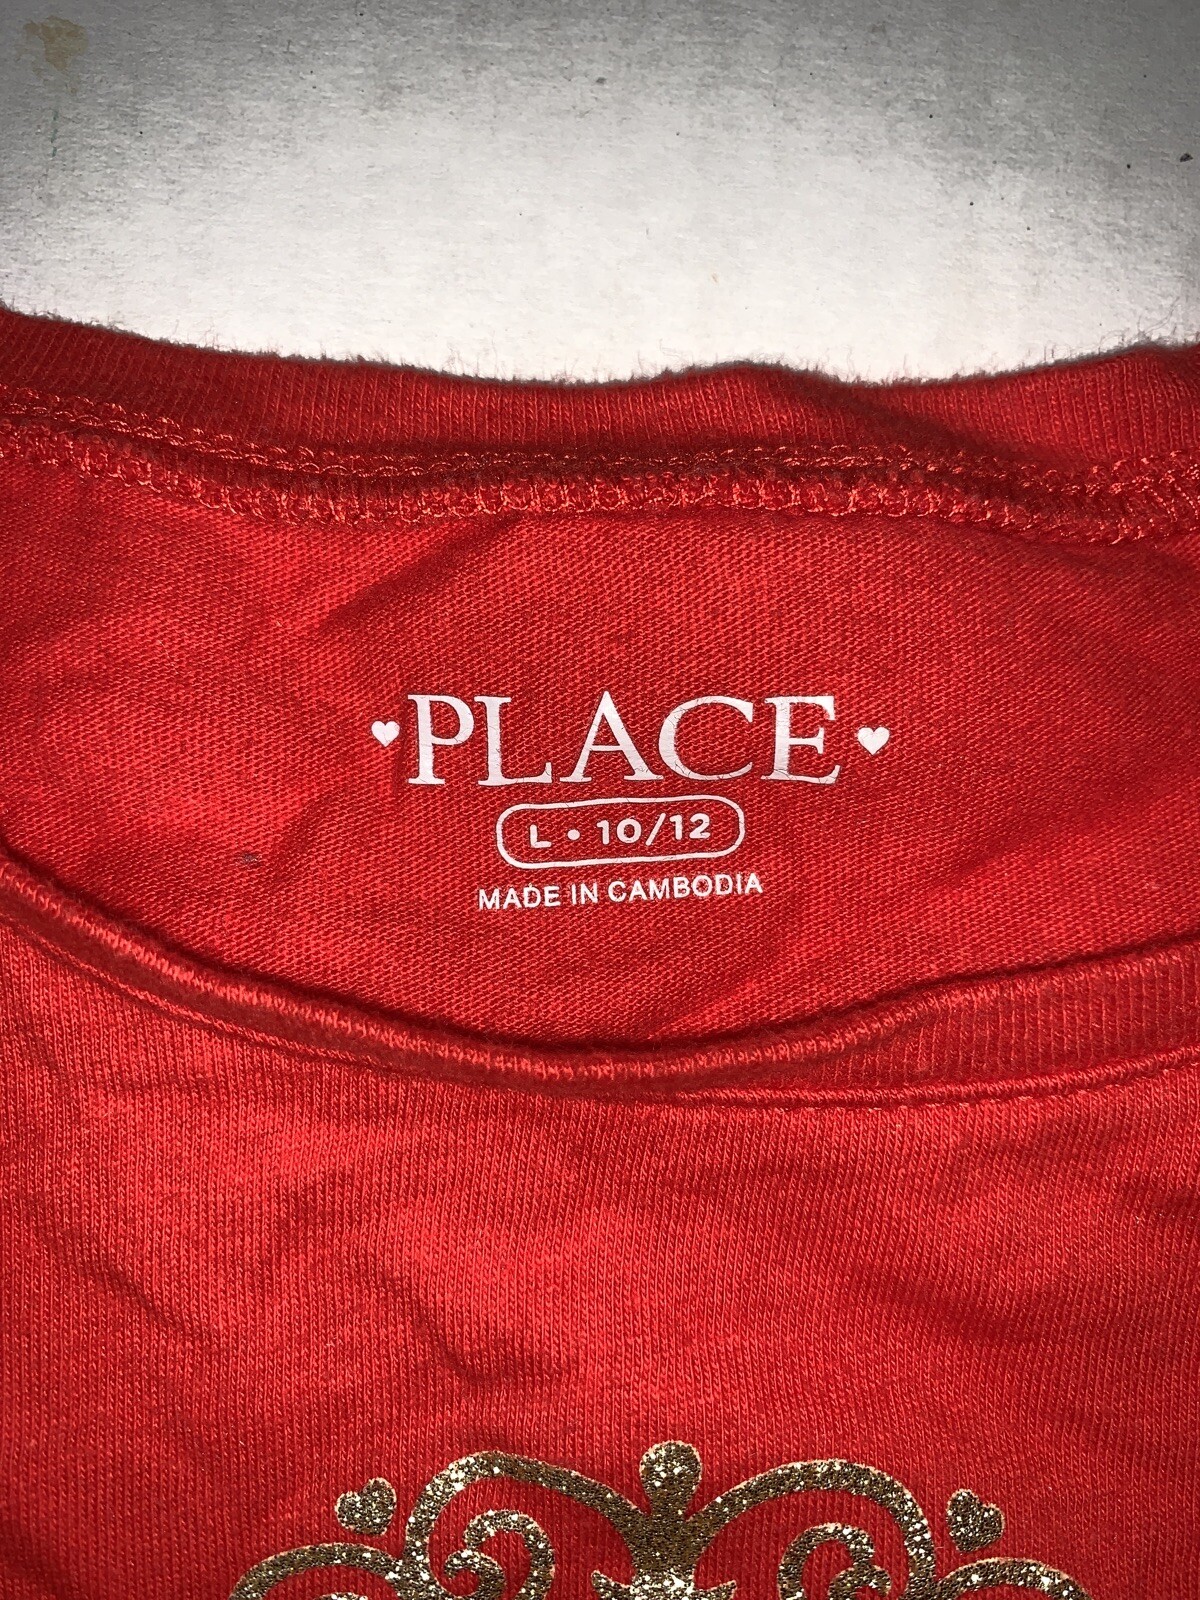 PLACE
L • 10/12
MADE IN CAMBODIA